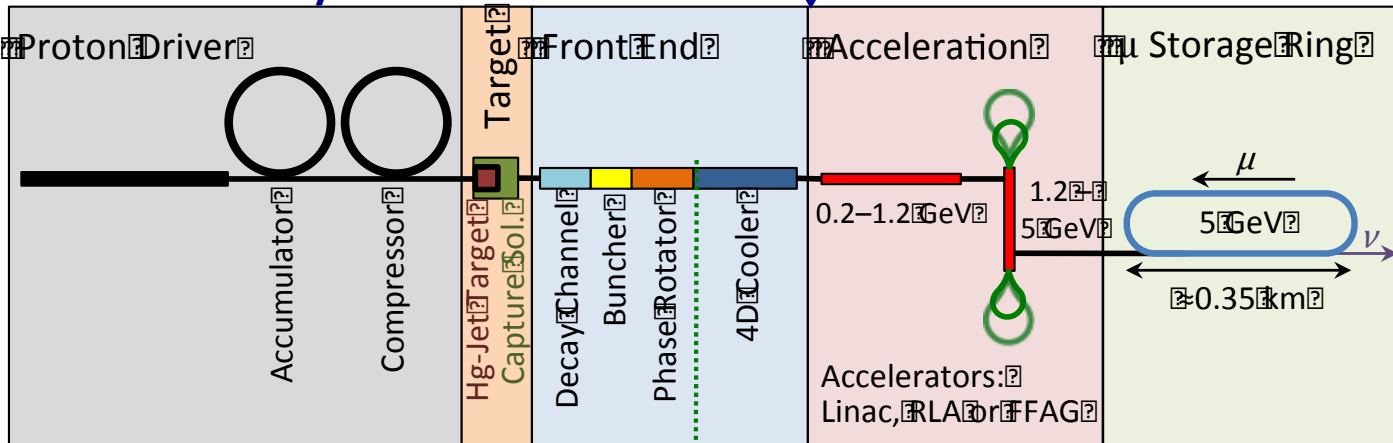 Proton Driver
Accumulator
Compressor
Target
Hg-Jet Target
Capture Sol.
Front End
Decay Channel
Buncher
Phase Rotator
4D Cooler
Acceleration
0.2–1.2 GeV
1.2 –
5 GeV
Accelerators:
Linac, RLA or FFAG
μ Storage Ring
μ
5 GeV
ν
≈0.35 km